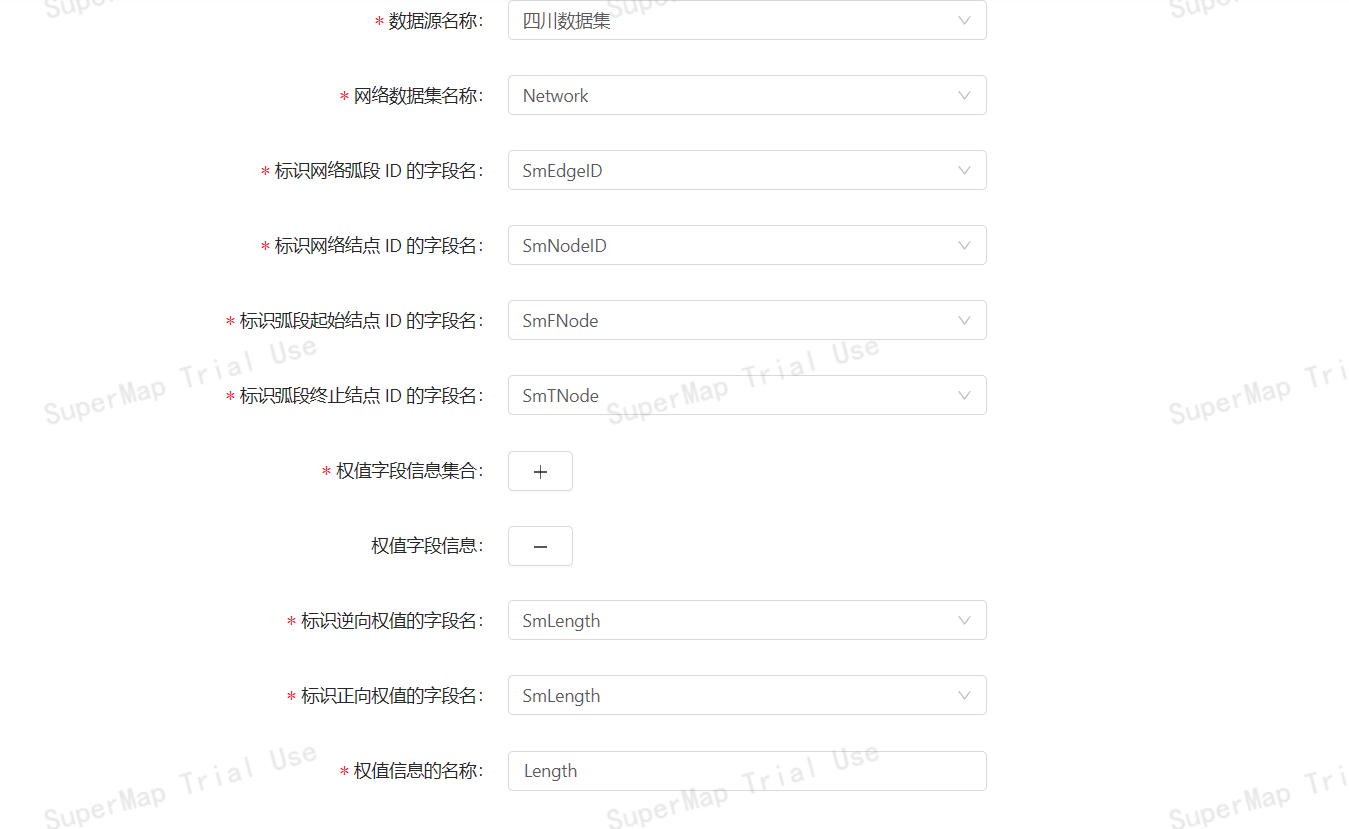 * 数据源名称: 四川数据集
* 网络数据集名称: Network
* 标识网络弧段 ID 的字段名: SmEdgeID
* 标识网络结点 ID 的字段名: SmNodeID
* 标识弧段起始结点 ID 的字段名: SmFNode
SuperMap Trial Use
SuperMap Trial Use
SuperMap Tri
* 标识弧段终止结点 ID 的字段名: SmTNode
* 权值字段信息集合: +
权值字段信息: −
* 标识逆向权值的字段名: SmLength
* 标识正向权值的字段名: SmLength
* 权值信息的名称: Length
SuperMap Trial Use
SuperMap Trial Use
SuperMap Tri